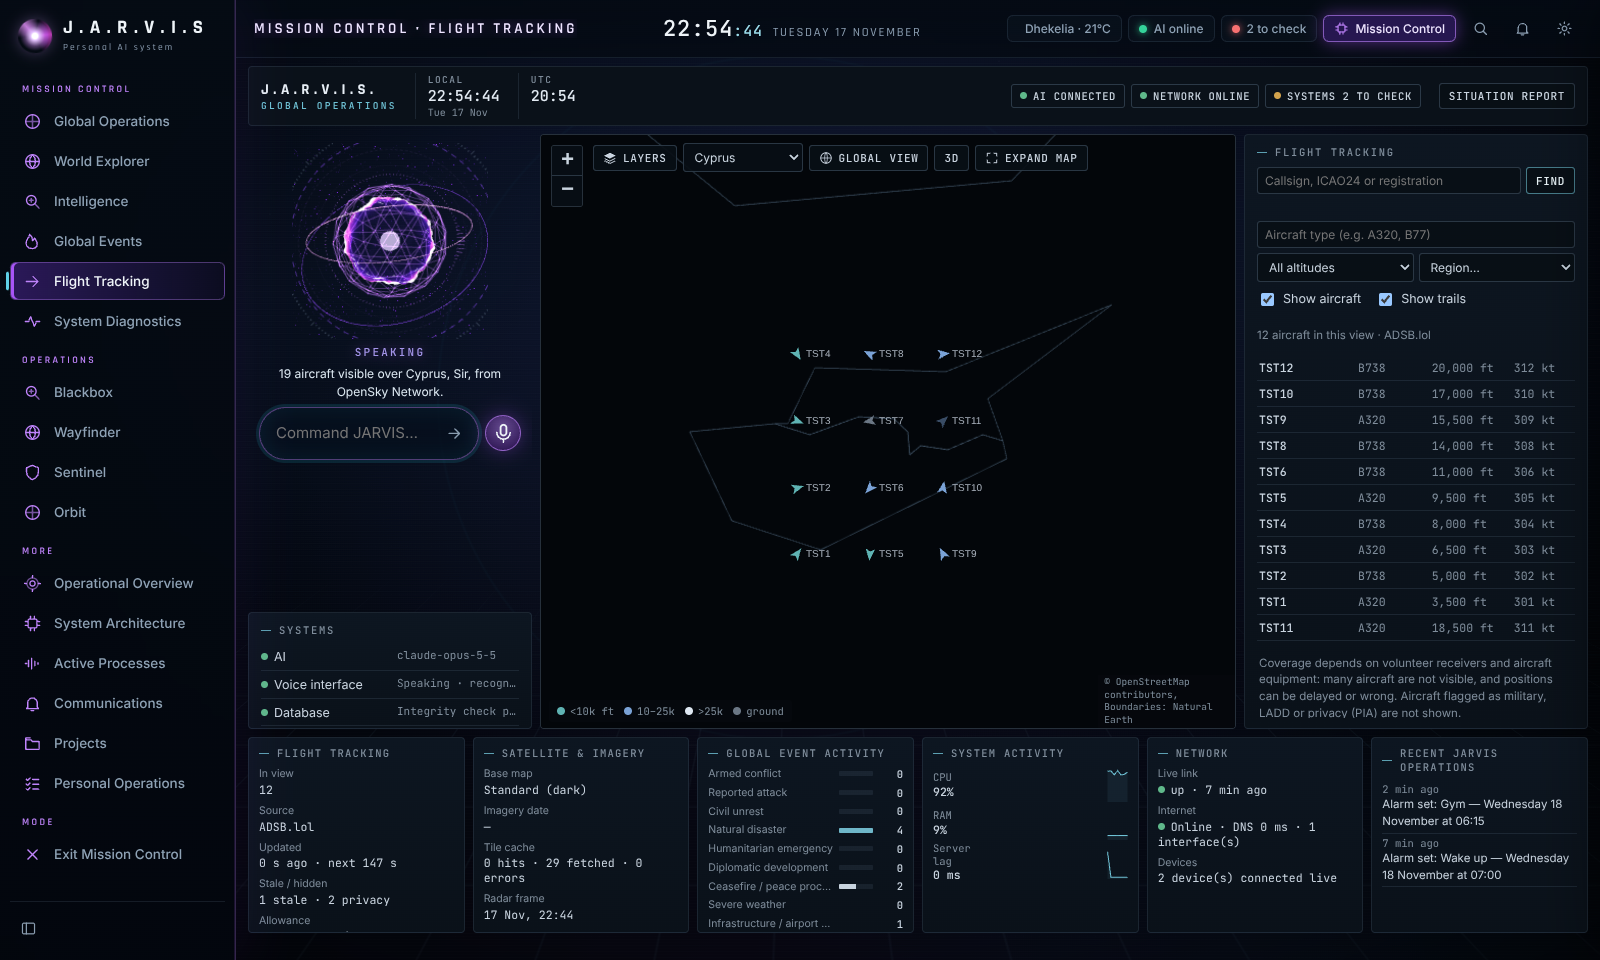 J.A.R.V.I.S
Personal AI system
MISSION CONTROL
Global Operations
World Explorer
Intelligence
Global Events
Flight Tracking
System Diagnostics
OPERATIONS
Blackbox
Wayfinder
Sentinel
Orbit
MORE
Operational Overview
System Architecture
Active Processes
Communications
Projects
Personal Operations
MODE
Exit Mission Control
MISSION CONTROL · FLIGHT TRACKING
22:54:44 TUESDAY 17 NOVEMBER
Dhekelia · 21°C
AI online
2 to check
Mission Control
J.A.R.V.I.S.
GLOBAL OPERATIONS
LOCAL
22:54:44
Tue 17 Nov
UTC
20:54
AI CONNECTED
NETWORK ONLINE
SYSTEMS 2 TO CHECK
SITUATION REPORT
SPEAKING
19 aircraft visible over Cyprus, Sir, from
OpenSky Network.
Command JARVIS...
SYSTEMS
AI claude-opus-5-5
Voice interface Speaking · recogn...
Database Integrity check p...
+
−
LAYERS
Cyprus
GLOBAL VIEW
3D
EXPAND MAP
TST4 TST8 TST12
TST3 TST7 TST11
TST2 TST6 TST10
TST1 TST5 TST9
<10k ft 10–25k >25k ground
© OpenStreetMap
contributors,
Boundaries: Natural
Earth
FLIGHT TRACKING
Callsign, ICAO24 or registration
FIND
Aircraft type (e.g. A320, B77)
All altitudes
Region...
Show aircraft
Show trails
12 aircraft in this view · ADSB.lol
TST12 B738 20,000 ft 312 kt
TST10 B738 17,000 ft 310 kt
TST9 A320 15,500 ft 309 kt
TST8 B738 14,000 ft 308 kt
TST6 B738 11,000 ft 306 kt
TST5 A320 9,500 ft 305 kt
TST4 B738 8,000 ft 304 kt
TST3 A320 6,500 ft 303 kt
TST2 B738 5,000 ft 302 kt
TST1 A320 3,500 ft 301 kt
TST11 A320 18,500 ft 311 kt
Coverage depends on volunteer receivers and aircraft
equipment: many aircraft are not visible, and positions
can be delayed or wrong. Aircraft flagged as military,
LADD or privacy (PIA) are not shown.
FLIGHT TRACKING
In view
12
Source
ADSB.lol
Updated
0 s ago · next 147 s
Stale / hidden
1 stale · 2 privacy
Allowance
SATELLITE & IMAGERY
Base map
Standard (dark)
Imagery date
—
Tile cache
0 hits · 29 fetched · 0
errors
Radar frame
17 Nov, 22:44
GLOBAL EVENT ACTIVITY
Armed conflict 0
Reported attack 0
Civil unrest 0
Natural disaster 4
Humanitarian emergency 0
Diplomatic development 0
Ceasefire / peace proc... 2
Severe weather 0
Infrastructure / airport ... 1
SYSTEM ACTIVITY
CPU
92%
RAM
9%
Server
lag
0 ms
NETWORK
Live link
up · 7 min ago
Internet
Online · DNS 0 ms · 1
interface(s)
Devices
2 device(s) connected live
RECENT JARVIS
OPERATIONS
2 min ago
Alarm set: Gym — Wednesday 18
November at 06:15
7 min ago
Alarm set: Wake up — Wednesday
18 November at 07:00